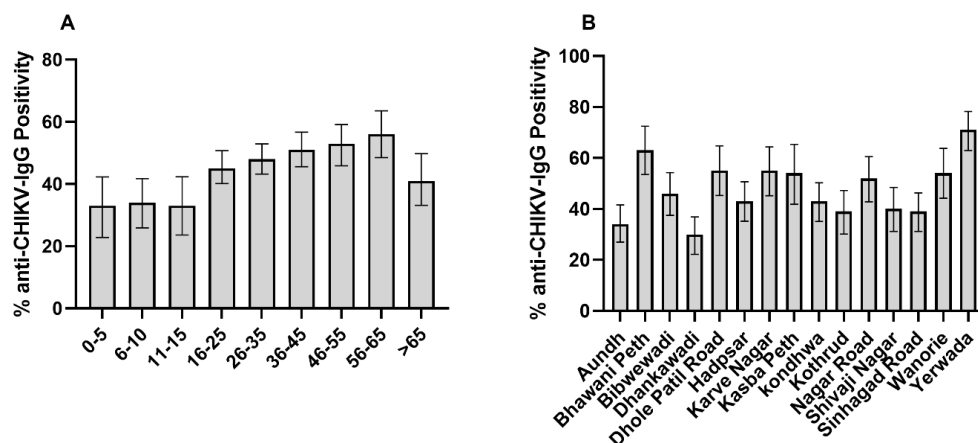 A
% anti-CHIKV-IgG Positivity
80
60
40
20
0
0-5
6-10
11-15
16-25
26-35
36-45
46-55
56-65
>65
B
% anti-CHIKV-IgG Positivity
100
80
60
40
20
0
Aundh
Bhawani Peth
Bibwewadi
Dhankawadi
Dhole Patil Road
Hadpsar
Karve Nagar
Kasba Peth
kondhwa
Kothrud
Nagar Road
Shivaji Nagar
Sinhagad Road
Wanorie
Yerwada